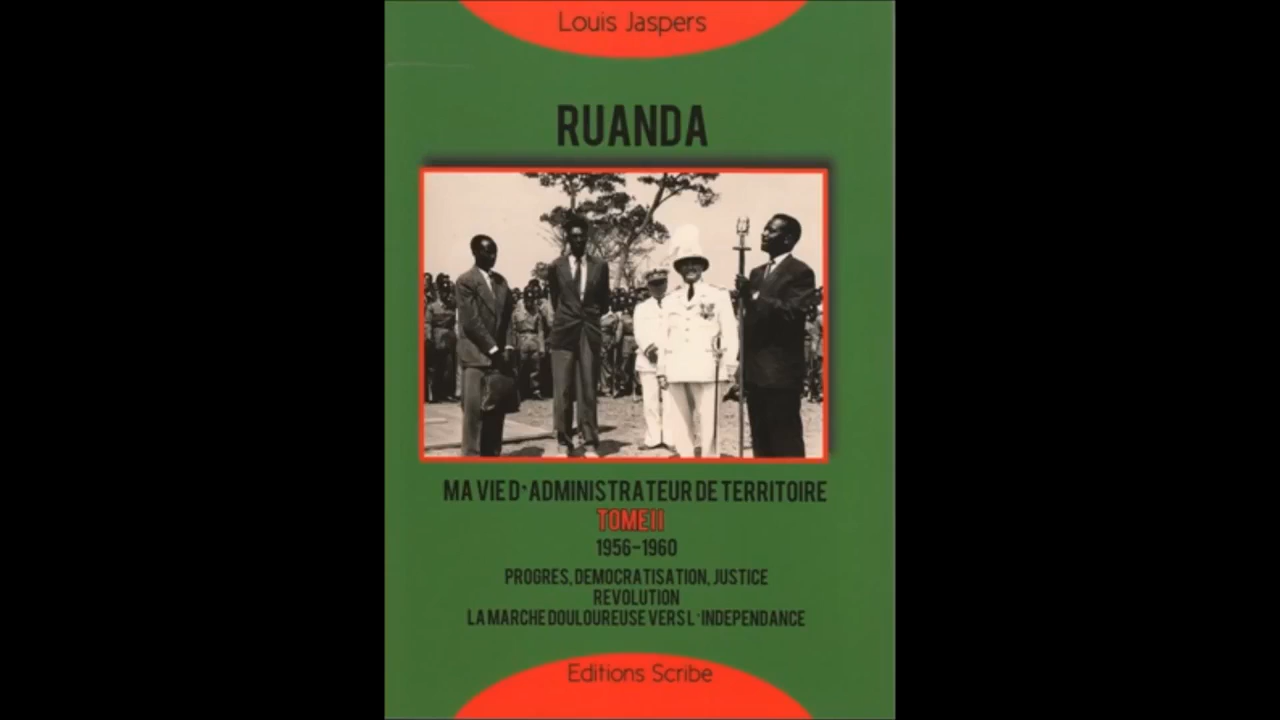 Louis Jaspers
RUANDA
MA VIE D'ADMINISTRATEUR DE TERRITOIRE
TOME II
1956-1960
PROGRES, DEMOCRATISATION, JUSTICE
REVOLUTION
LA MARCHE DOULOUREUSE VERS L'INDEPENDANCE
Editions Scribe